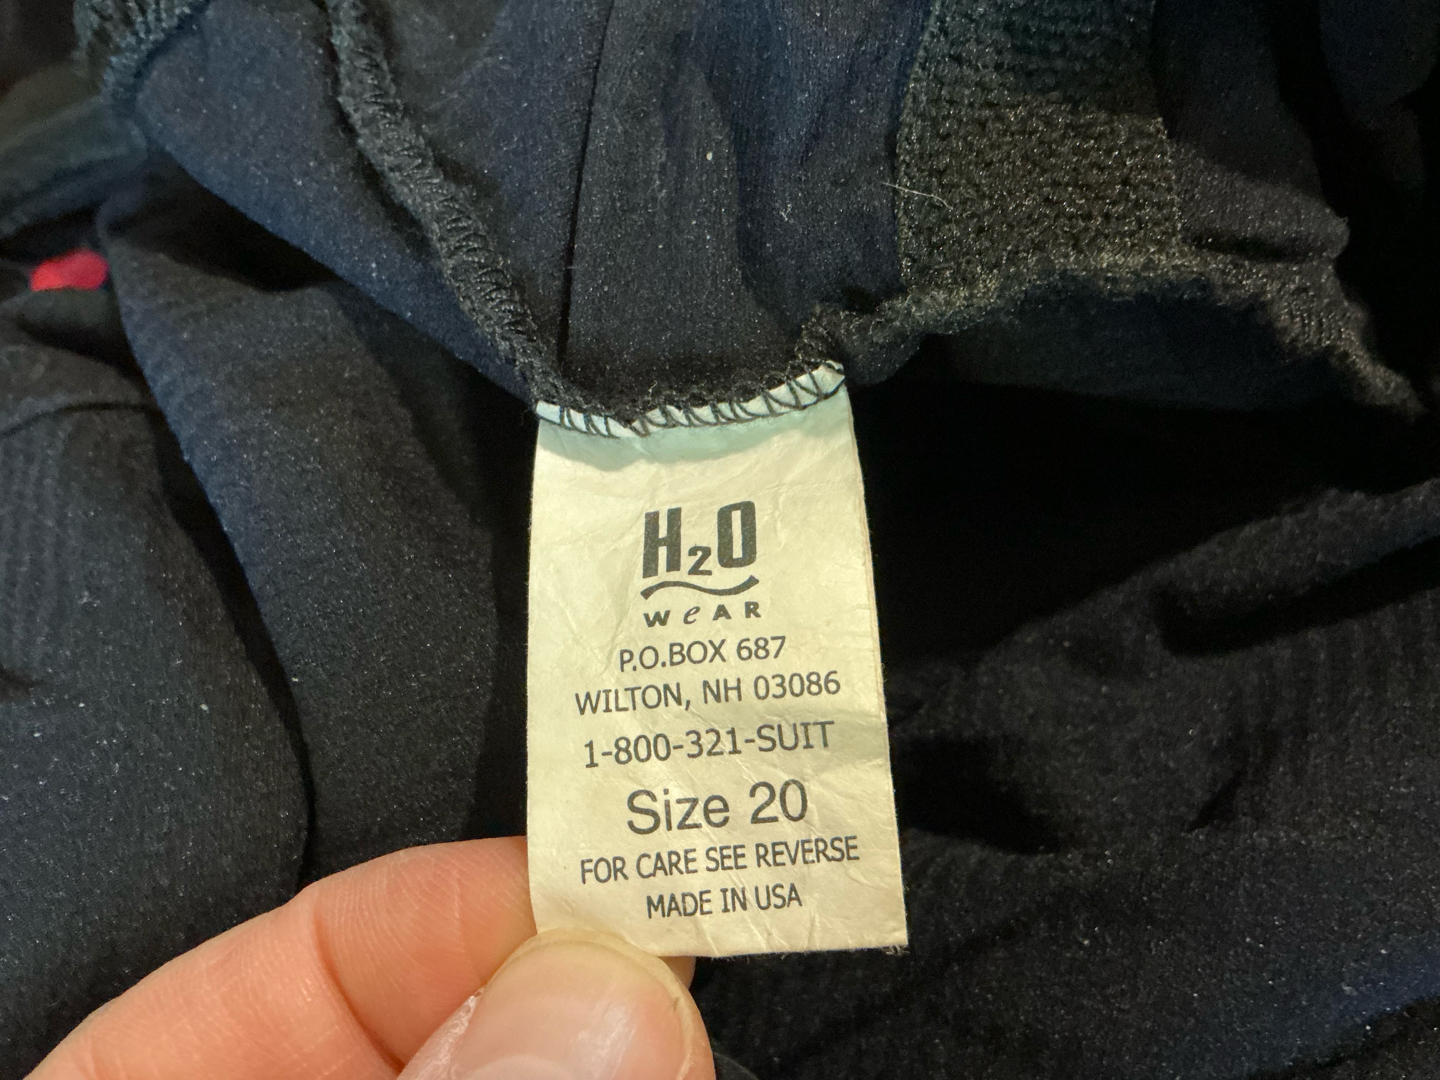 H2O
WeAR
P.O.BOX 687
WILTON, NH 03086
1-800-321-SUIT
Size 20
FOR CARE SEE REVERSE
MADE IN USA